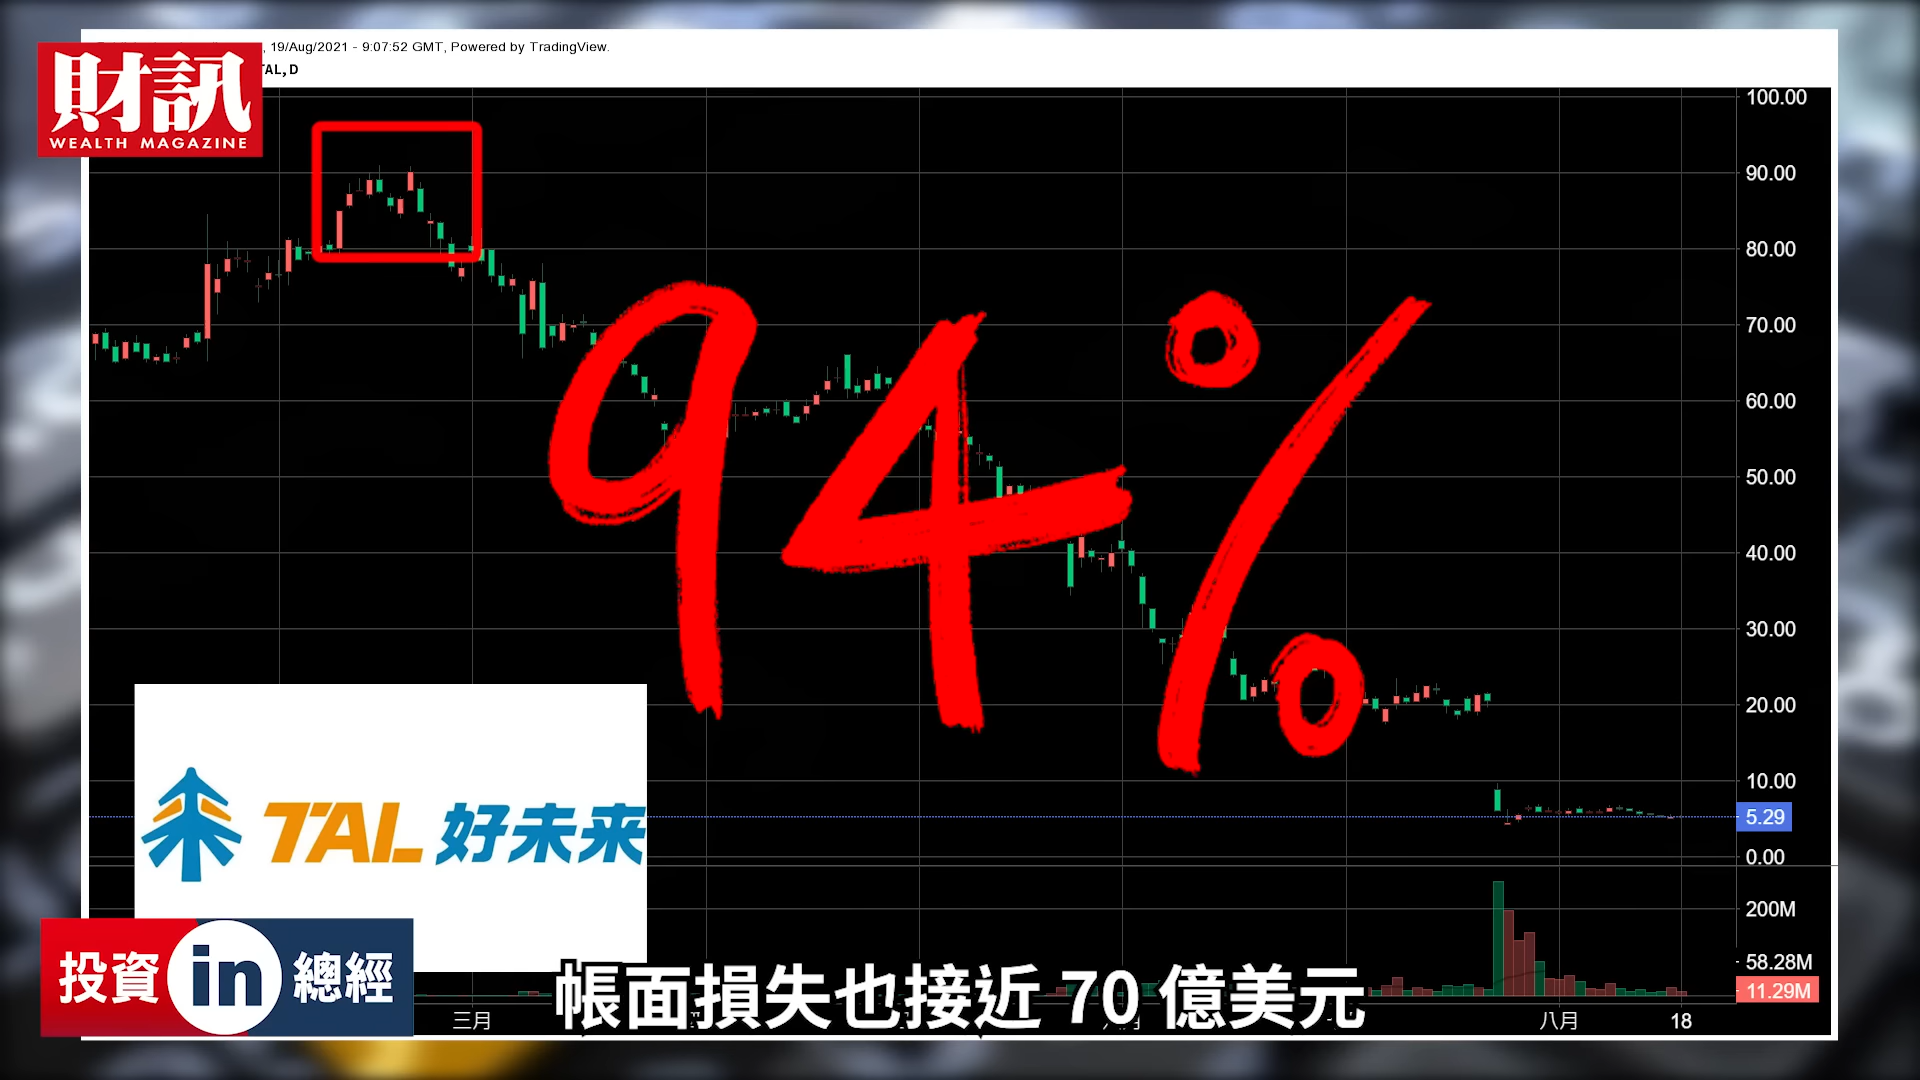 , 19/Aug/2021 - 9:07:52 GMT, Powered by TradingView.
TAL, D
財訊
WEALTH MAGAZINE
100.00
90.00
80.00
70.00
60.00
50.00
40.00
30.00
20.00
10.00
5.29
0.00
200M
58.28M
11.29M
94%
TAL 好未来
投資 in 總經
帳面損失也接近 70 億美元
三月
八月
18